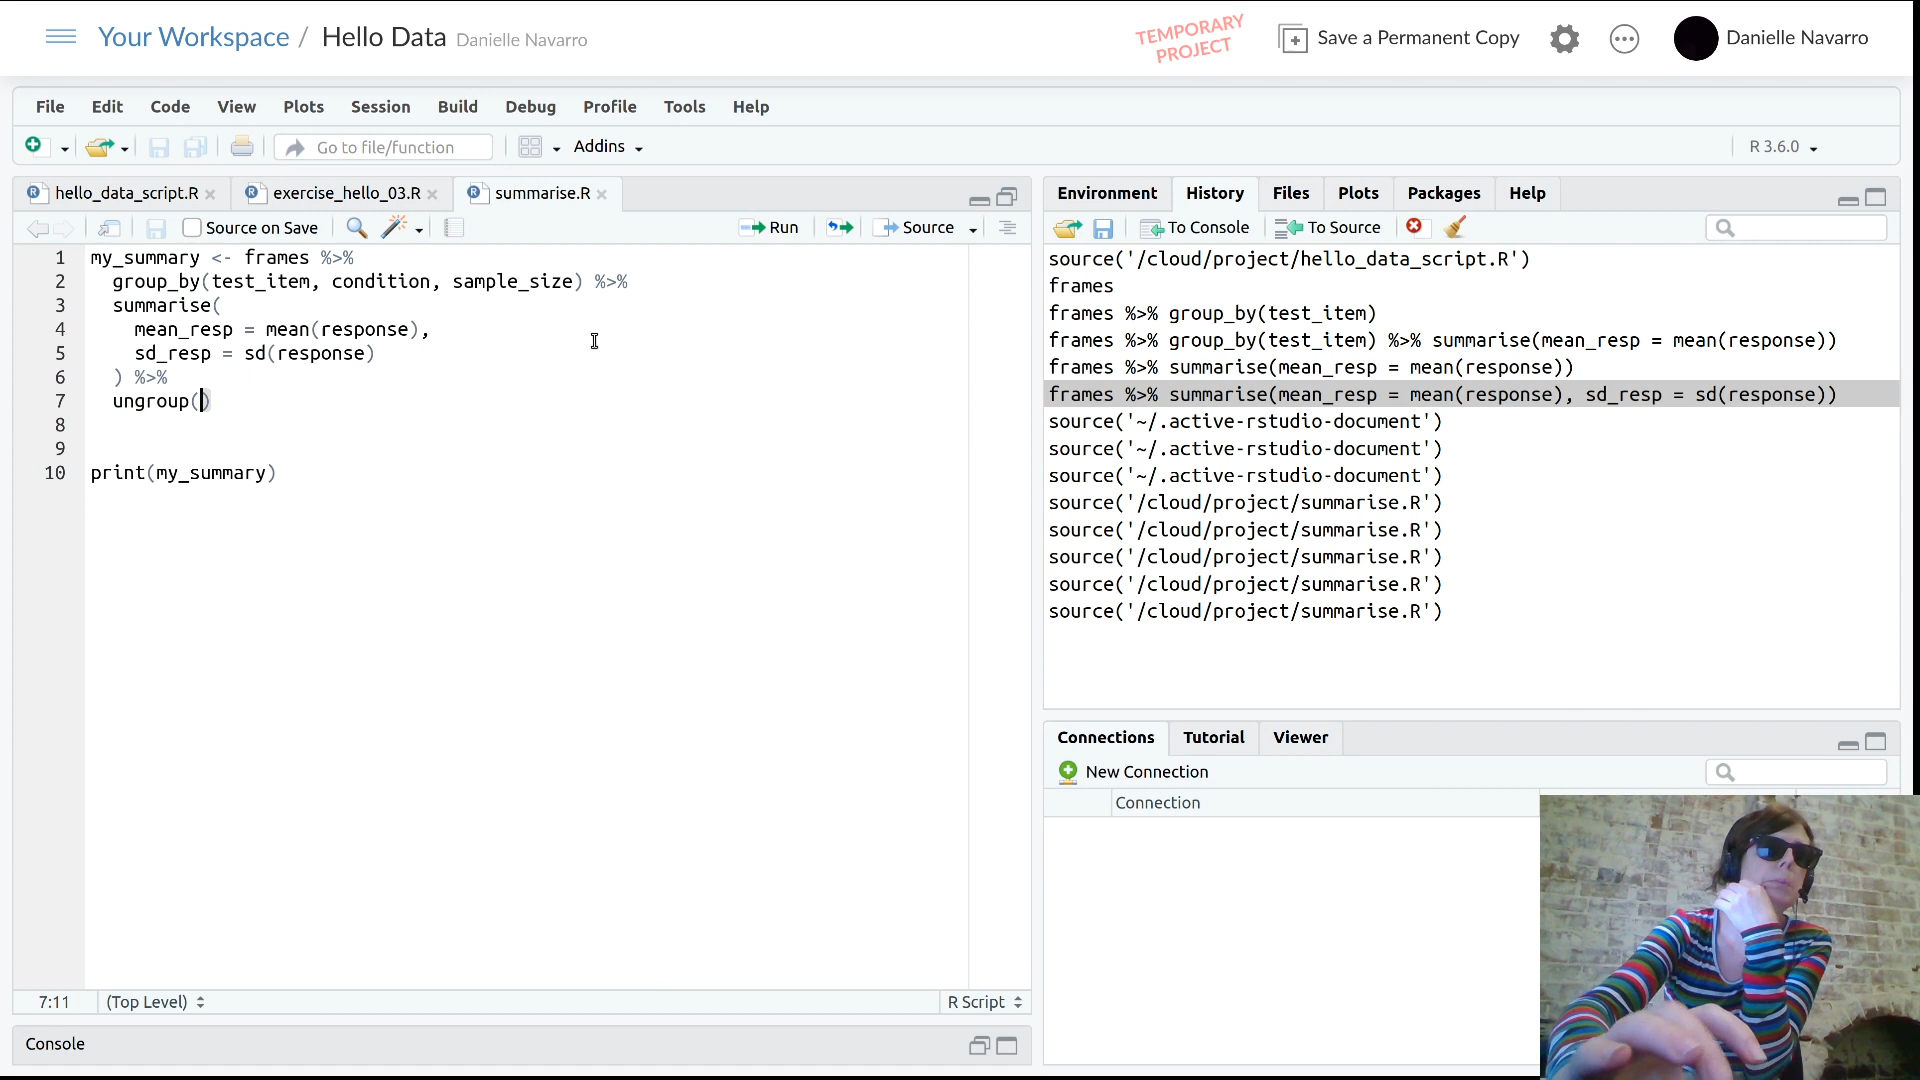 Your Workspace / Hello Data Danielle Navarro
TEMPORARY PROJECT
Save a Permanent Copy
Danielle Navarro
File Edit Code View Plots Session Build Debug Profile Tools Help
Go to file/function
Addins
R 3.6.0
hello_data_script.R
exercise_hello_03.R
summarise.R
Source on Save
Run
Source
1 my_summary <- frames %>%
2 group_by(test_item, condition, sample_size) %>%
3 summarise(
4 mean_resp = mean(response),
5 sd_resp = sd(response)
6 ) %>%
7 ungroup()
8
9
10 print(my_summary)
7:11 (Top Level)
R Script
Console
Environment History Files Plots Packages Help
To Console
To Source
source('/cloud/project/hello_data_script.R')
frames
frames %>% group_by(test_item)
frames %>% group_by(test_item) %>% summarise(mean_resp = mean(response))
frames %>% summarise(mean_resp = mean(response))
frames %>% summarise(mean_resp = mean(response), sd_resp = sd(response))
source('~/.active-rstudio-document')
source('~/.active-rstudio-document')
source('~/.active-rstudio-document')
source('/cloud/project/summarise.R')
source('/cloud/project/summarise.R')
source('/cloud/project/summarise.R')
source('/cloud/project/summarise.R')
source('/cloud/project/summarise.R')
Connections Tutorial Viewer
New Connection
Connection